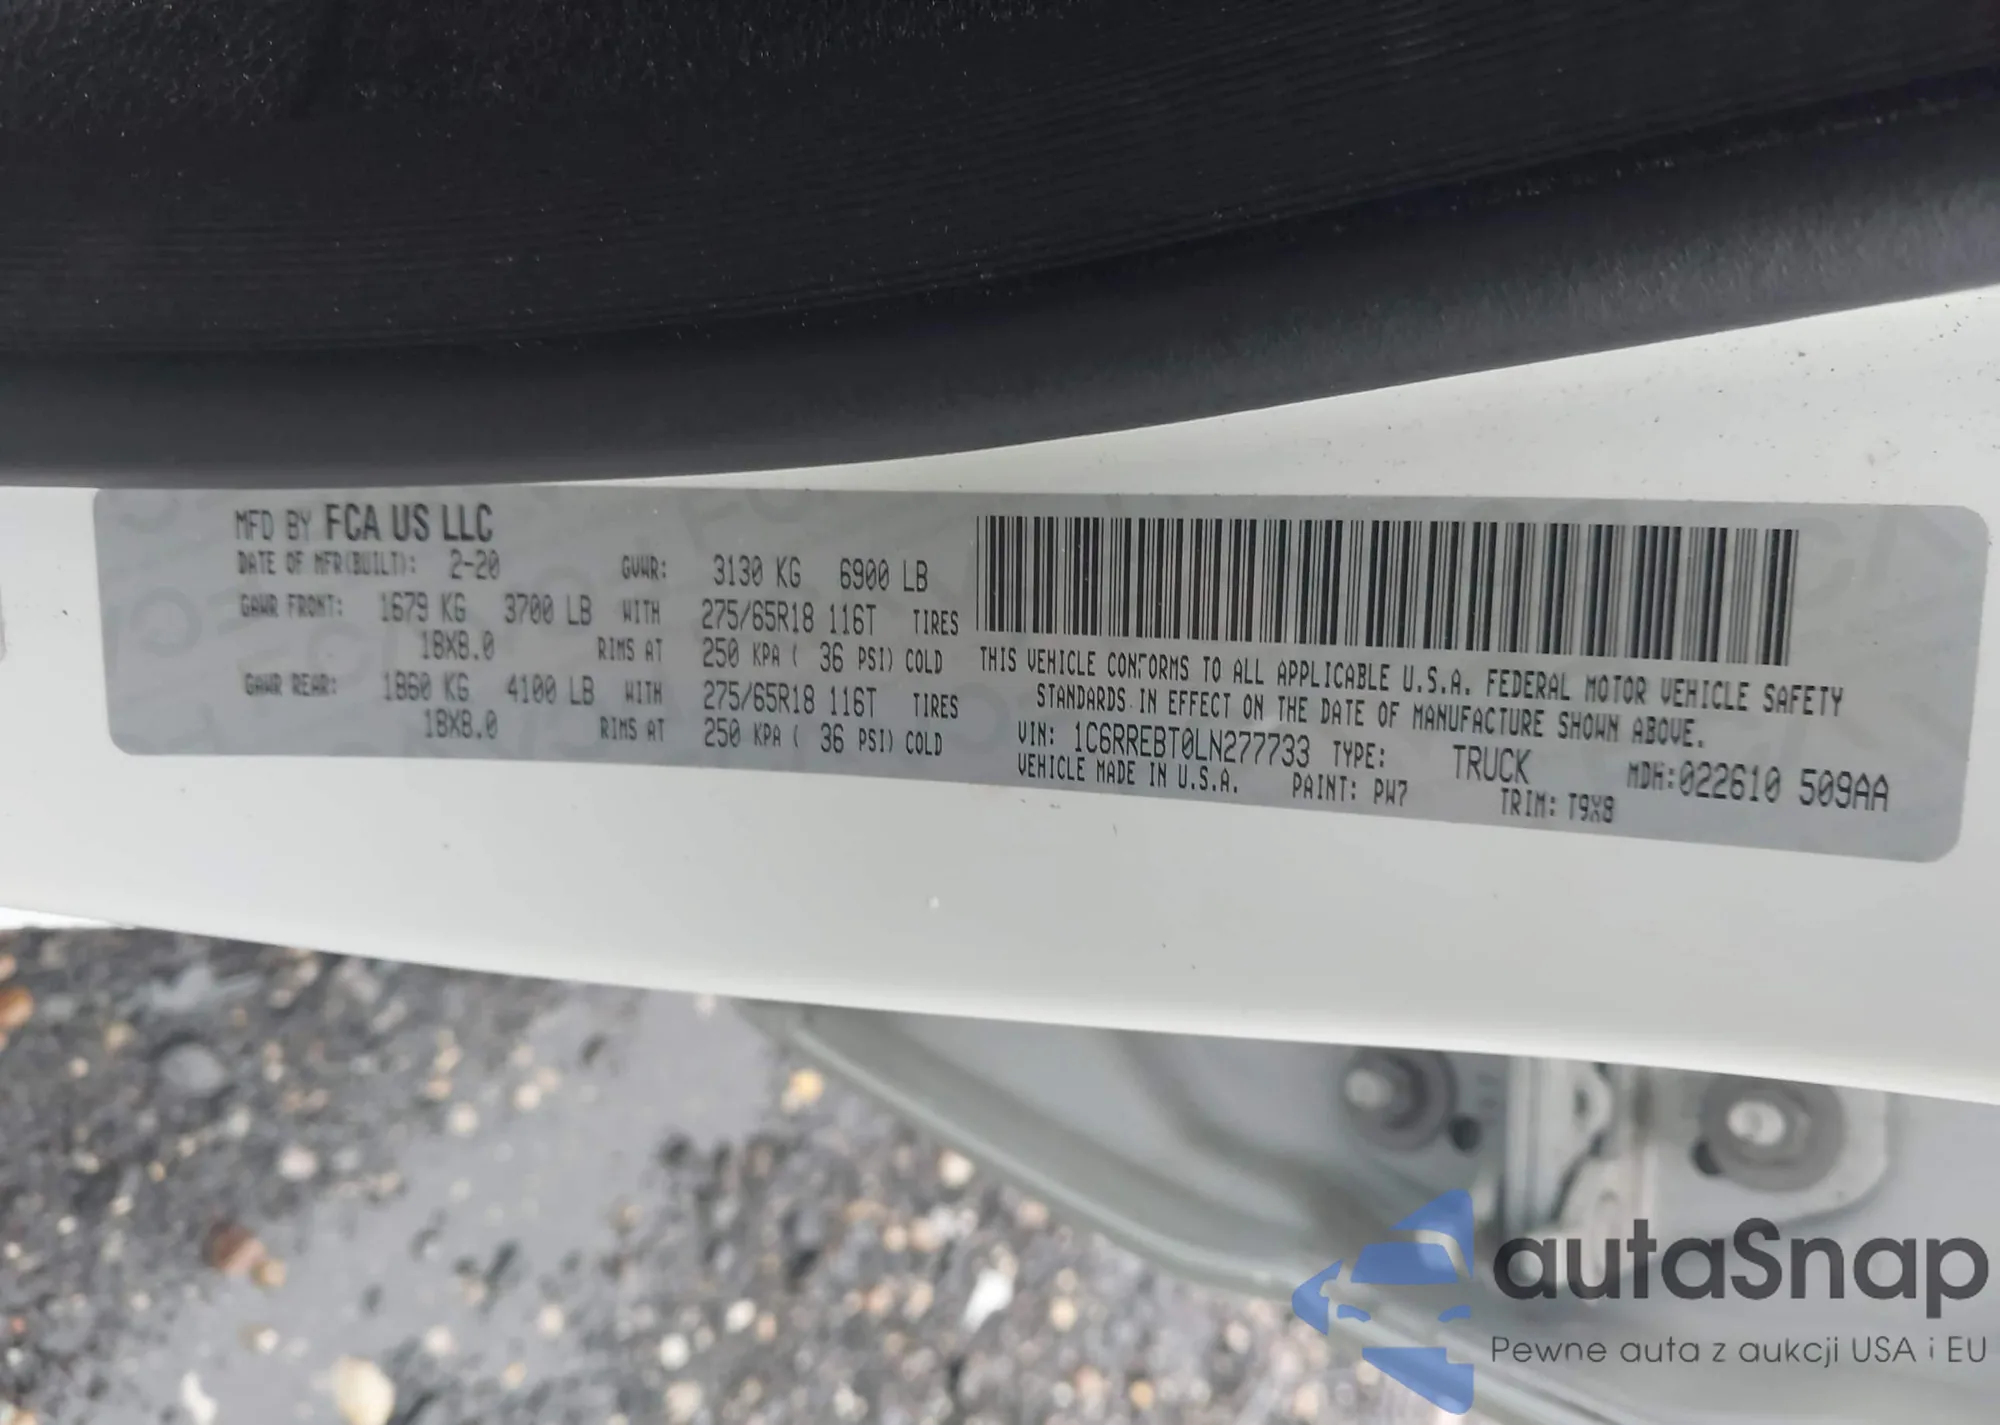 MFD BY FCA US LLC
DATE OF MFR(BUILT): 2-20 GVWR: 3130 KG 6900 LB
GAWR FRONT: 1679 KG 3700 LB WITH 275/65R18 116T TIRES
18X8.0 RIMS AT 250 KPA ( 36 PSI) COLD
GAWR REAR: 1860 KG 4100 LB WITH 275/65R18 116T TIRES
18X8.0 RIMS AT 250 KPA ( 36 PSI) COLD
THIS VEHICLE CONFORMS TO ALL APPLICABLE U.S.A. FEDERAL MOTOR VEHICLE SAFETY
STANDARDS IN EFFECT ON THE DATE OF MANUFACTURE SHOWN ABOVE.
VIN: 1C6RREBT0LN277733 TYPE: TRUCK MDH:022610 509AA
VEHICLE MADE IN U.S.A. PAINT: PW7 TRIM: T9X8
autaSnap
Pewne auta z aukcji USA i EU